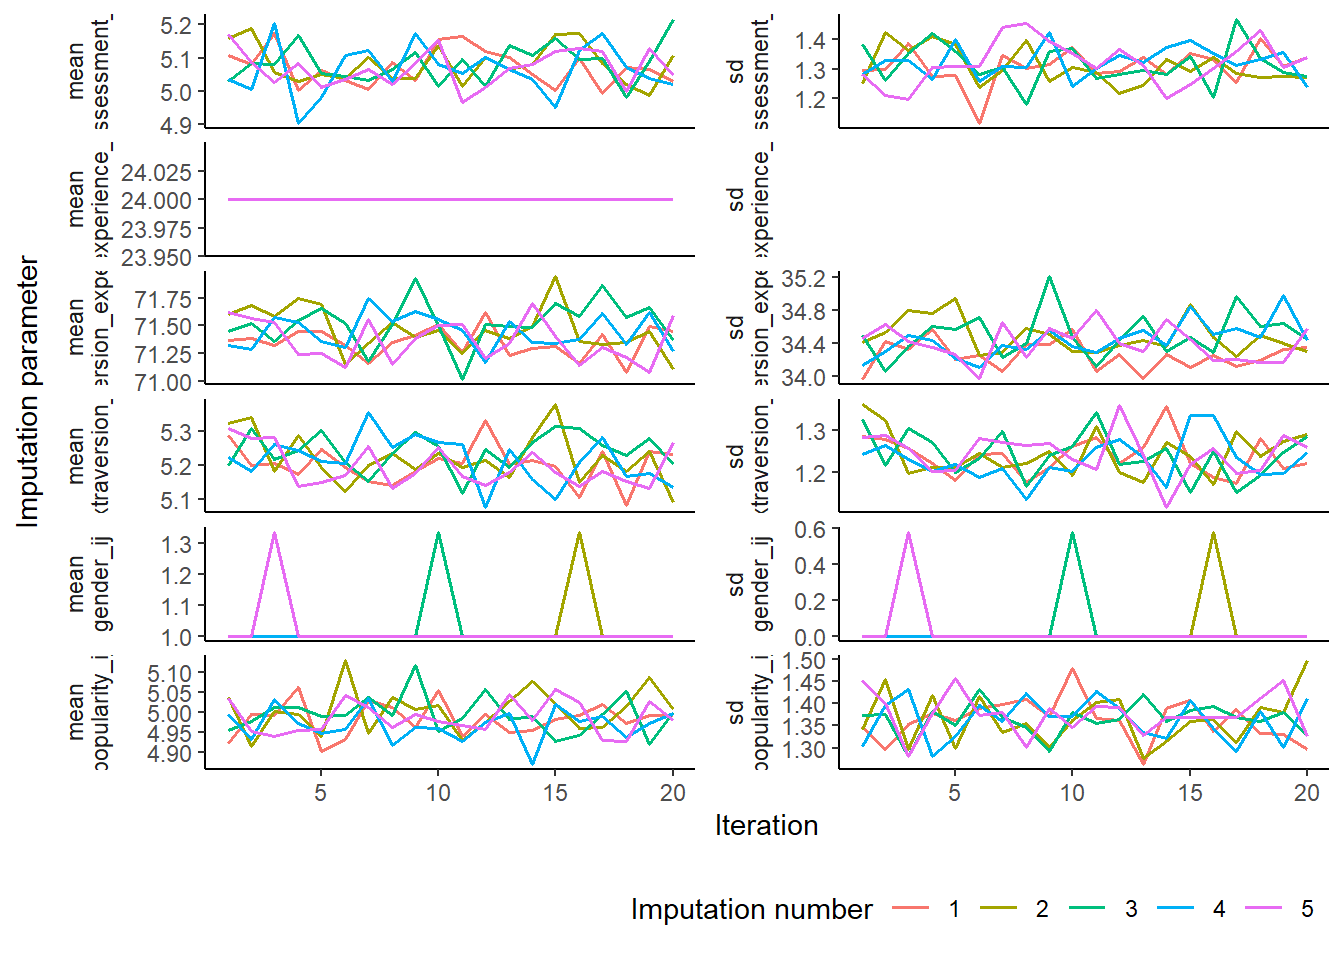 Imputation parameter
mean
ssessment_
5.2
5.1
5.0
4.9
sd
ssessment_
1.4
1.3
1.2
mean
experience_
24.025
24.000
23.975
23.950
sd
experience_
mean
ersion_expe
71.75
71.50
71.25
71.00
sd
ersion_expe
35.2
34.8
34.4
34.0
mean
xtraversion_
5.3
5.2
5.1
sd
xtraversion_
1.3
1.2
mean
gender_ij
1.3
1.2
1.1
1.0
sd
gender_ij
0.6
0.4
0.2
0.0
mean
popularity_i
5.10
5.05
5.00
4.95
4.90
sd
popularity_i
1.50
1.45
1.40
1.35
1.30
5 10 15 20
5 10 15 20
Iteration
Imputation number 1 2 3 4 5